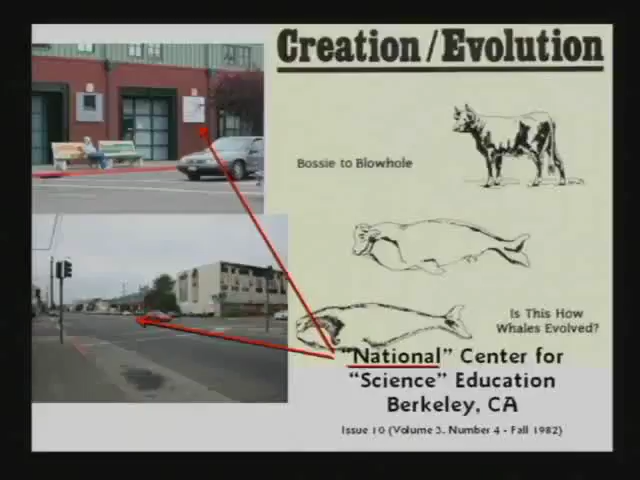 Creation/Evolution
Bossie to Blowhole
Is This How
Whales Evolved?
"National" Center for
"Science" Education
Berkeley, CA
Issue 10 (Volume 3, Number 4 - Fall 1982)